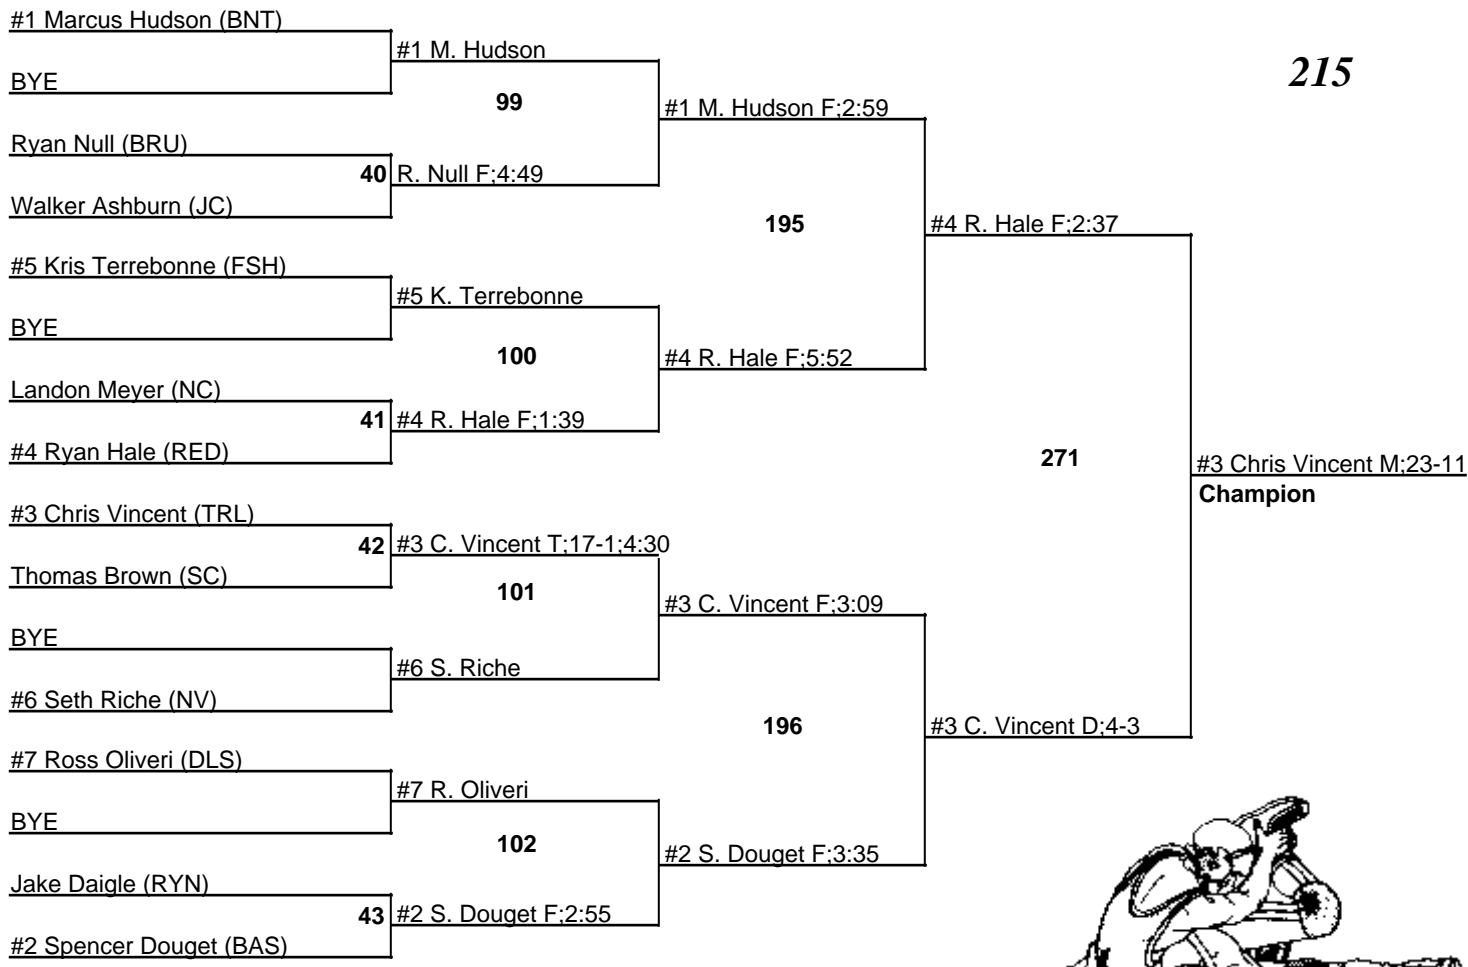 #1 Marcus Hudson (BNT)
#1 M. Hudson
215
BYE
99
#1 M. Hudson F;2:59
Ryan Null (BRU)
40 R. Null F;4:49
Walker Ashburn (JC)
195
#4 R. Hale F;2:37
#5 Kris Terrebonne (FSH)
#5 K. Terrebonne
BYE
100
#4 R. Hale F;5:52
Landon Meyer (NC)
41 #4 R. Hale F;1:39
#4 Ryan Hale (RED)
271
#3 Chris Vincent M;23-11
Champion
#3 Chris Vincent (TRL)
42 #3 C. Vincent T;17-1;4:30
Thomas Brown (SC)
101
#3 C. Vincent F;3:09
BYE
#6 S. Riche
#6 Seth Riche (NV)
196
#3 C. Vincent D;4-3
#7 Ross Oliveri (DLS)
#7 R. Oliveri
BYE
102
#2 S. Douget F;3:35
Jake Daigle (RYN)
43 #2 S. Douget F;2:55
#2 Spencer Douget (BAS)